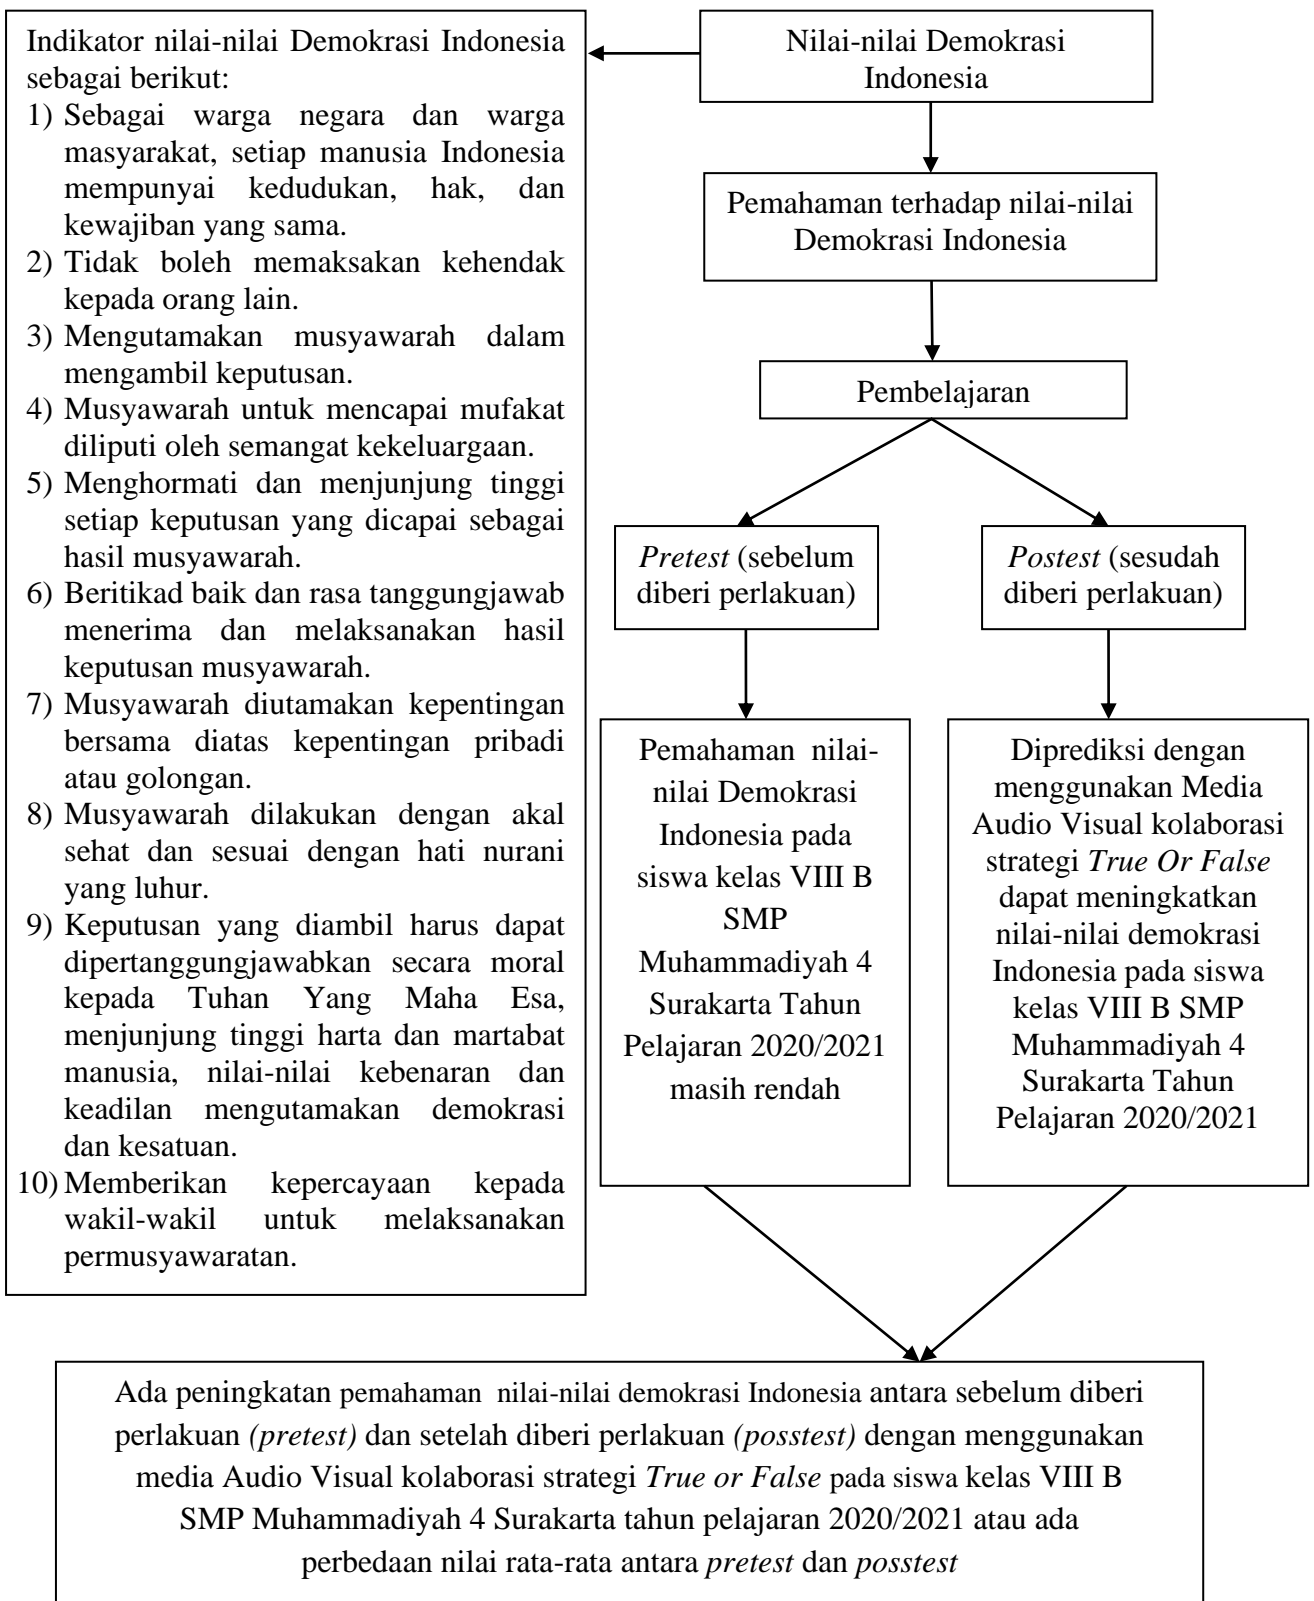 Indikator nilai-nilai Demokrasi Indonesia
sebagai berikut:
1) Sebagai warga negara dan warga
masyarakat, setiap manusia Indonesia
mempunyai kedudukan, hak, dan
kewajiban yang sama.
2) Tidak boleh memaksakan kehendak
kepada orang lain.
3) Mengutamakan musyawarah dalam
mengambil keputusan.
4) Musyawarah untuk mencapai mufakat
diliputi oleh semangat kekeluargaan.
5) Menghormati dan menjunjung tinggi
setiap keputusan yang dicapai sebagai
hasil musyawarah.
6) Beritikad baik dan rasa tanggungjawab
menerima dan melaksanakan hasil
keputusan musyawarah.
7) Musyawarah diutamakan kepentingan
bersama diatas kepentingan pribadi
atau golongan.
8) Musyawarah dilakukan dengan akal
sehat dan sesuai dengan hati nurani
yang luhur.
9) Keputusan yang diambil harus dapat
dipertanggungjawabkan secara moral
kepada Tuhan Yang Maha Esa,
menjunjung tinggi harta dan martabat
manusia, nilai-nilai kebenaran dan
keadilan mengutamakan demokrasi
dan kesatuan.
10) Memberikan kepercayaan kepada
wakil-wakil untuk melaksanakan
permusyawaratan.
Nilai-nilai Demokrasi
Indonesia
Pemahaman terhadap nilai-nilai
Demokrasi Indonesia
Pembelajaran
Pretest (sebelum
diberi perlakuan)
Postest (sesudah
diberi perlakuan)
Pemahaman nilai-
nilai Demokrasi
Indonesia pada
siswa kelas VIII B
SMP
Muhammadiyah 4
Surakarta Tahun
Pelajaran 2020/2021
masih rendah
Diprediksi dengan
menggunakan Media
Audio Visual kolaborasi
strategi True Or False
dapat meningkatkan
nilai-nilai demokrasi
Indonesia pada siswa
kelas VIII B SMP
Muhammadiyah 4
Surakarta Tahun
Pelajaran 2020/2021
Ada peningkatan pemahaman nilai-nilai demokrasi Indonesia antara sebelum diberi
perlakuan (pretest) dan setelah diberi perlakuan (posstest) dengan menggunakan
media Audio Visual kolaborasi strategi True or False pada siswa kelas VIII B
SMP Muhammadiyah 4 Surakarta tahun pelajaran 2020/2021 atau ada
perbedaan nilai rata-rata antara pretest dan posstest